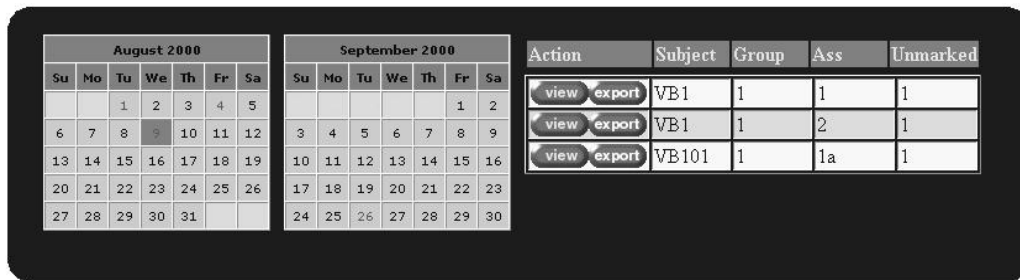 August 2000
Su Mo Tu We Th Fr Sa
1 2 3 4 5
6 7 8 9 10 11 12
13 14 15 16 17 18 19
20 21 22 23 24 25 26
27 28 29 30 31
September 2000
Su Mo Tu We Th Fr Sa
1 2
3 4 5 6 7 8 9
10 11 12 13 14 15 16
17 18 19 20 21 22 23
24 25 26 27 28 29 30
Action Subject Group Ass Unmarked
view export VB1 1 1 1
view export VB1 1 2 1
view export VB101 1 1a 1